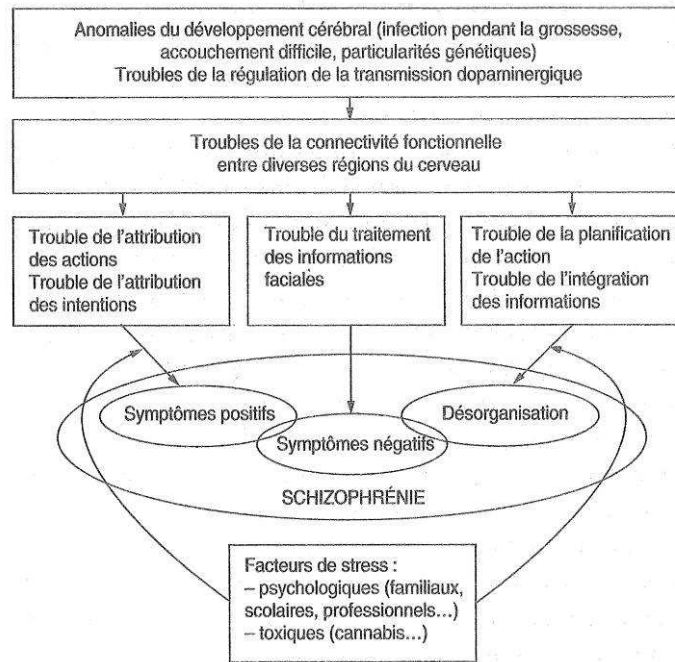 Anomalies du développement cérébral (infection pendant la grossesse,
accouchement difficile, particularités génétiques)
Troubles de la régulation de la transmission dopaminergique
Troubles de la connectivité fonctionnelle
entre diverses régions du cerveau
Trouble de l'attribution
des actions
Trouble de l'attribution
des intentions
Trouble du traitement
des informations
faciales
Trouble de la planification
de l'action
Trouble de l'intégration
des informations
Symptômes positifs
Désorganisation
Symptômes négatifs
SCHIZOPHRÉNIE
Facteurs de stress :
– psychologiques (familiaux,
scolaires, professionnels...)
– toxiques (cannabis...)